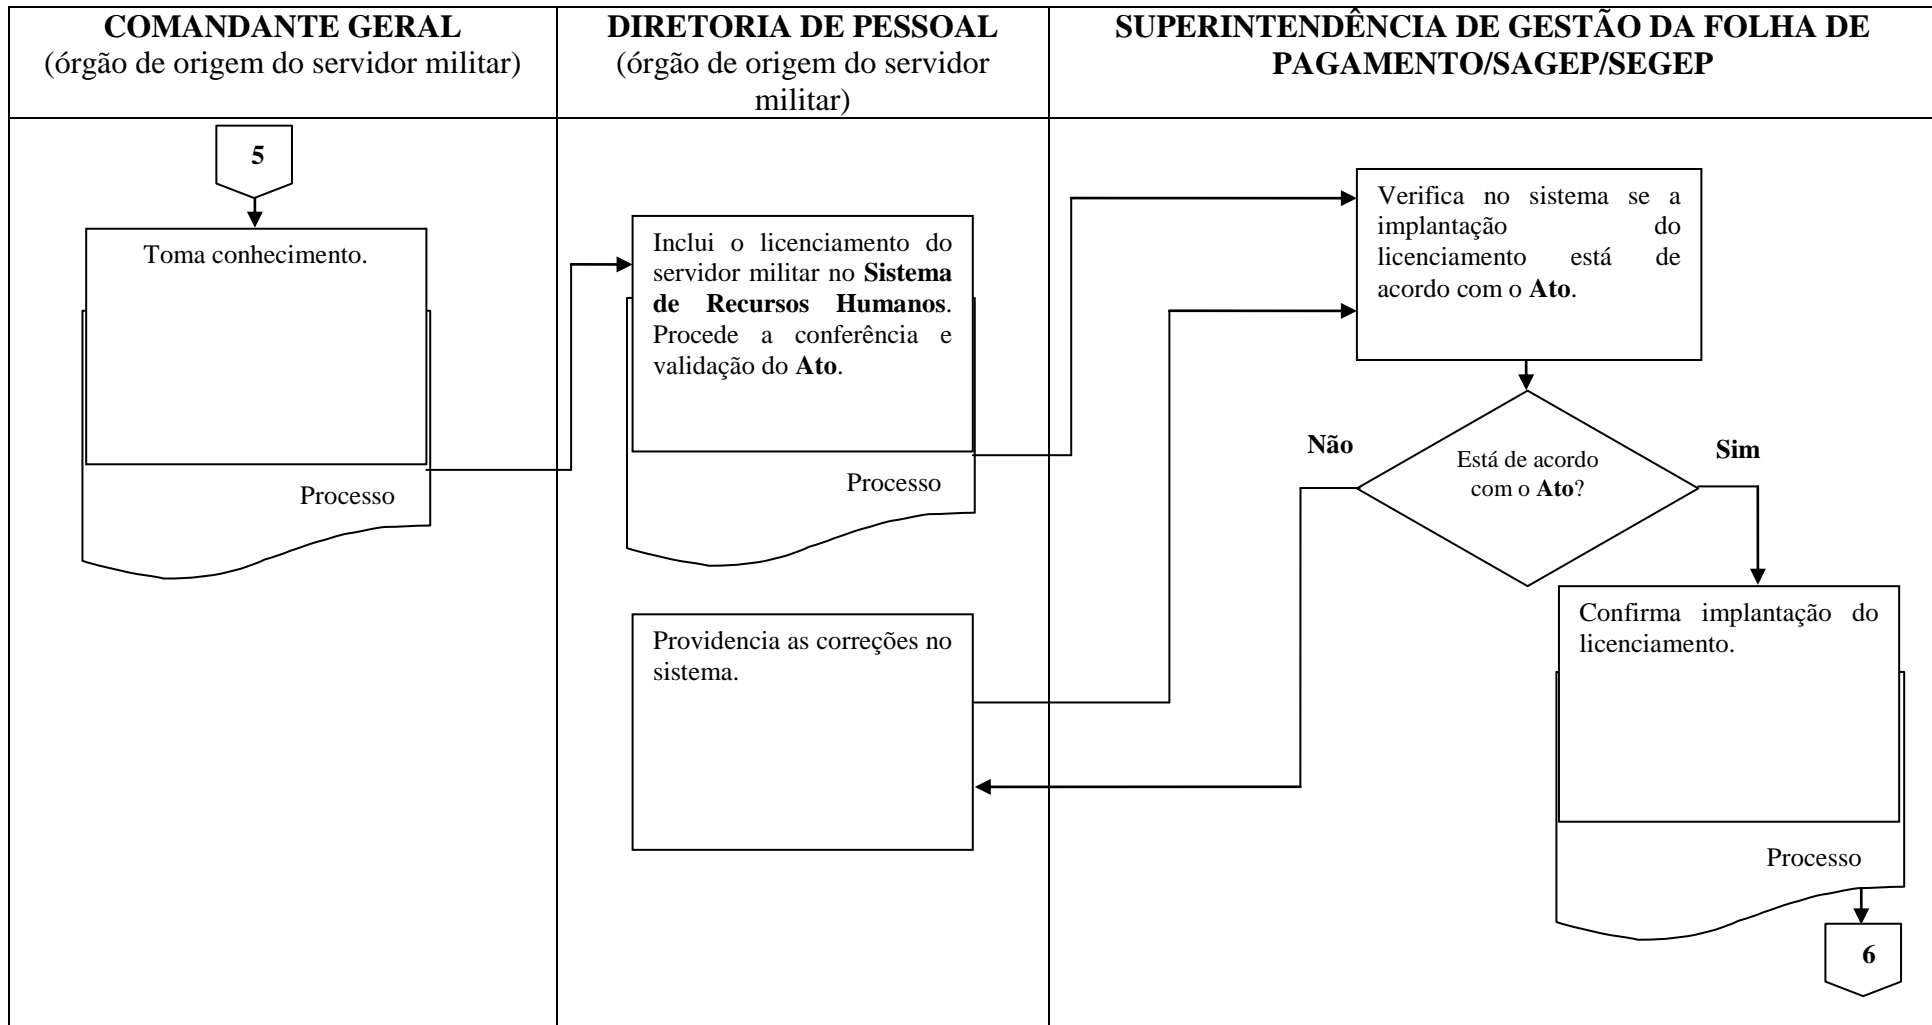 COMANDANTE GERAL
(órgão de origem do servidor militar)
DIRETORIA DE PESSOAL
(órgão de origem do servidor
militar)
SUPERINTENDÊNCIA DE GESTÃO DA FOLHA DE
PAGAMENTO/SAGEP/SEGEP
5
Toma conhecimento.
Processo
Inclui o licenciamento do
servidor militar no Sistema
de Recursos Humanos.
Procede a conferência e
validação do Ato.
Processo
Providencia as correções no
sistema.
Verifica no sistema se a
implantação do
licenciamento está de
acordo com o Ato.
Não
Está de acordo
com o Ato?
Sim
Confirma implantação do
licenciamento.
Processo
6